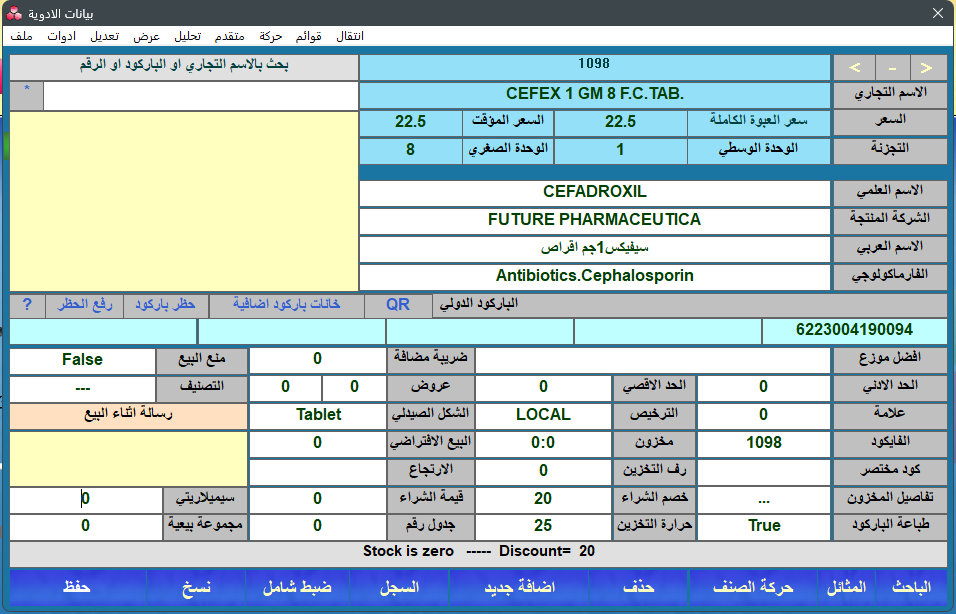 بيانات الادوية
ملف ادوات تعديل عرض تحليل متقدم حركة قوائم انتقال
بحث بالاسم التجاري او الباركود او الرقم
1098
< - >
*
CEFEX 1 GM 8 F.C.TAB.
الاسم التجاري
22.5 السعر المؤقت 22.5 سعر العبوة الكاملة السعر
8 الوحدة الصغري 1 الوحدة الوسطي التجزئة
CEFADROXIL الاسم العلمي
FUTURE PHARMACEUTICA الشركة المنتجة
سيفيكس1جم اقراص الاسم العربي
Antibiotics.Cephalosporin الفارماكولوجي
? رفع الحظر حظر باركود خانات باركود اضافية QR الباركود الدولي
6223004190094
False منع البيع 0 ضريبة مضافة افضل موزع
--- التصنيف 0 0 عروض 0 الحد الاقصي 0 الحد الادني
رسالة اثناء البيع Tablet الشكل الصيدلي LOCAL الترخيص 0 علامة
0 البيع الافتراضي 0:0 مخزون 1098 الفايكود
الارتجاع 0 رف التخزين كود مختصر
0 سيميلاريتي 0 قيمة الشراء 20 خصم الشراء ... تفاصيل المخزون
0 مجموعة بيعية 0 جدول رقم 25 حرارة التخزين True طباعة الباركود
Stock is zero ----- Discount= 20
حفظ نسخ ضبط شامل السجل اضافة جديد حذف حركة الصنف المثائل الباحث